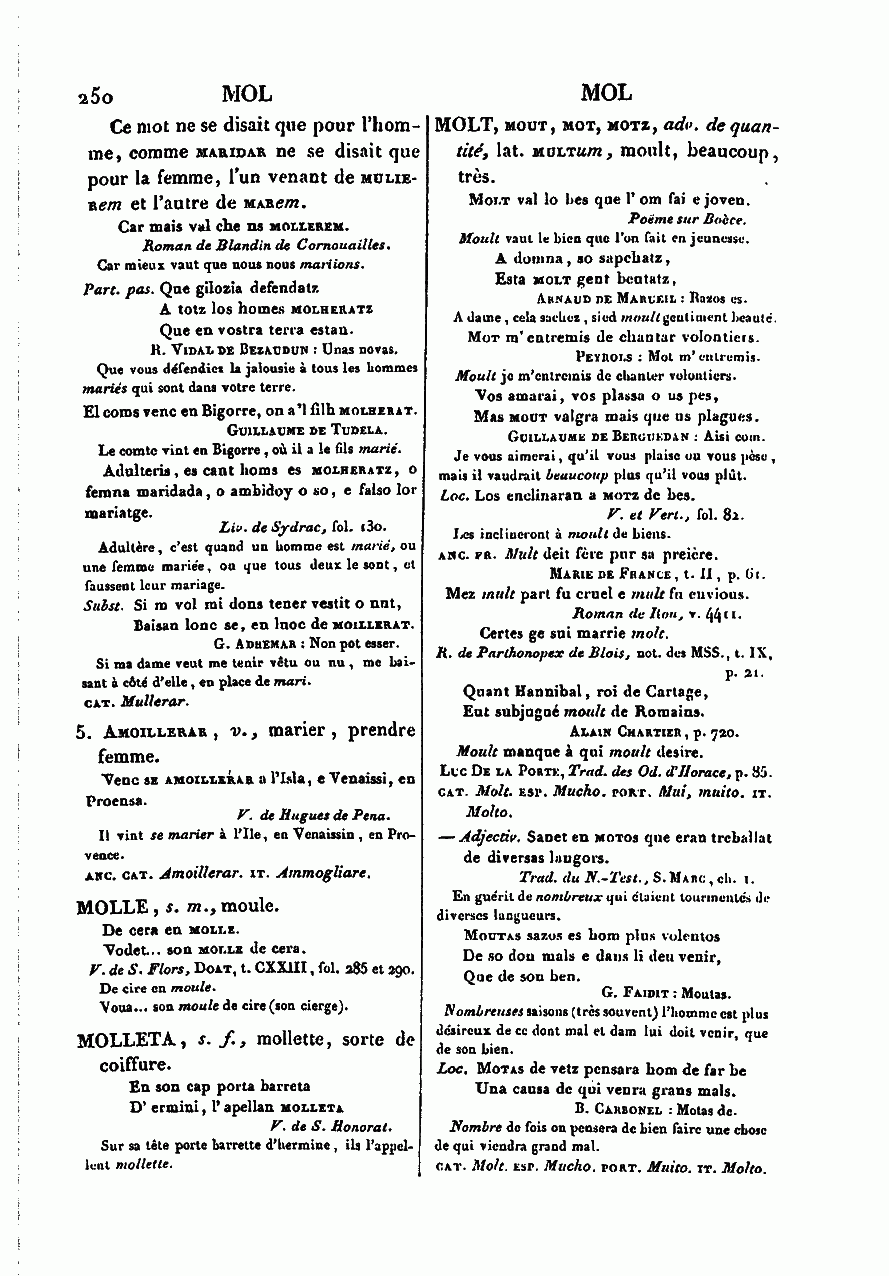 250 MOL MOL
Ce mot ne se disait que pour l'hom-
me, comme MARIDAR ne se disait que
pour la femme, l'un venant de MULIE-
Rem et l'autre de MARem.
Car mais val che ns MOLLEREM.
Roman de Blandin de Cornouailles.
Car mieux vaut que nous nous mariions.
Part. pas. Que gilozia defendatz
A totz los homes MOLHERATZ
Que en vostra terra estan.
R. VIDAL DE BEZAUDUN : Unas novas.
Que vous défendiez la jalousie à tous les hommes
mariés qui sont dans votre terre.
El coms venc en Bigorre, on a'l filh MOLHERAT.
GUILLAUME DE TUDELA.
Le comte vint en Bigorre, où il a le fils marié.
Adulteris, es cant homs es MOLHERATZ, o
femna maridada, o ambidoy o so, e falso lor
mariatge.
Liv. de Sydrac, fol. 130.
Adultère, c'est quand un homme est marié, ou
une femme mariée, ou que tous deux le sont, et
faussent leur mariage.
Subst. Si m vol mi dons tener vestit o nut,
Baisan lonc se, en luoc de MOILLERAT.
G. ADHEMAR : Non pot esser.
Si ma dame veut me tenir vêtu ou nu, me bai-
sant à côté d'elle, en place de mari.
CAT. Mullerar.
5. AMOILLERAR, v., marier, prendre
femme.
Venc SE AMOILLERAR a l'Isla, e Venaissi, en
Proensa.
V. de Hugues de Pena.
Il vint se marier à l'Ile, en Venaissin, en Pro-
vence.
ANC. CAT. Amoillerar. IT. Ammogliare.
MOLLE, s. m., moule.
De cera en MOLLE.
Vodet... son MOLLE de cera.
V. de S. Flors, DOAT, t. CXXIII, fol. 285 et 290.
De cire en moule.
Voua... son moule de cire (son cierge).
MOLLETA, s. f., mollette, sorte de
coiffure.
En son cap porta barreta
D' ermini, l' apellan MOLLETA
V. de S. Honorat.
Sur sa tête porte barrette d'hermine, ils l'appel-
lent mollette.
MOLT, MOUT, MOT, MOTZ, adv. de quan-
tité, lat. MULTum, moult, beaucoup,
très.
MOLT val lo bes que l' om fai e joven.
Poëme sur Boèce.
Moult vaut le bien que l'on fait en jeunesse.
A domna, so sapchatz,
Esta MOLT gent beutatz,
ARNAUD DE MARUEIL : Razos es.
A dame, cela sachez, sied moult gentiment beauté.
MOT m' entremis de chantar volontiers.
PEYROLS : Mot m' entremis.
Moult je m'entremis de chanter volontiers.
Vos amarai, vos plassa o us pes,
Mas MOUT valgra mais que us plagues.
GUILLAUME DE BERGUEDAN : Aisi com.
Je vous aimerai, qu'il vous plaise ou vous pèse,
mais il vaudrait beaucoup plus qu'il vous plût.
Loc. Los enclinaran a MOTZ de bes.
V. et Vert., fol. 82.
Les inclineront à moult de biens.
ANC. FR. Mult deit fère pur sa preière.
MARIE DE FRANCE, t. II, p. 61.
Mez mult part fu cruel e mult fu envious.
Roman de Rou, v. 4411.
Certes ge sui marrie molt.
R. de Parthonopex de Blois, not. des MSS., t. IX,
p. 21.
Quant Hannibal, roi de Cartage,
Eut subjugué moult de Romains.
ALAIN CHARTIER, p. 720.
Moult manque à qui moult desire.
LUC DE LA PORTE, Trad. des Od. d'Horace, p. 85.
CAT. Molt. ESP. Mucho. PORT. Mui, muito. IT.
Molto.
— Adjectiv. Sanet en MOTOS que eran treballat
de diversas langors.
Trad. du N.-Test., S. MARC, ch. 1.
En guérit de nombreux qui étaient tourmentés de
diverses langueurs.
MOUTAS sazos es hom plus volentos
De so don mals e dans li deu venir,
Que de son ben.
G. FAIDIT : Moutas.
Nombreuses saisons (très souvent) l'homme est plus
désireux de ce dont mal et dam lui doit venir, que
de son bien.
Loc. MOTAS de vetz pensara hom de far be
Una causa de qui venra grans mals.
B. CARBONEL : Motas de.
Nombre de fois on pensera de bien faire une chose
de qui viendra grand mal.
CAT. Molt. ESP. Mucho. PORT. Muito. IT. Molto.